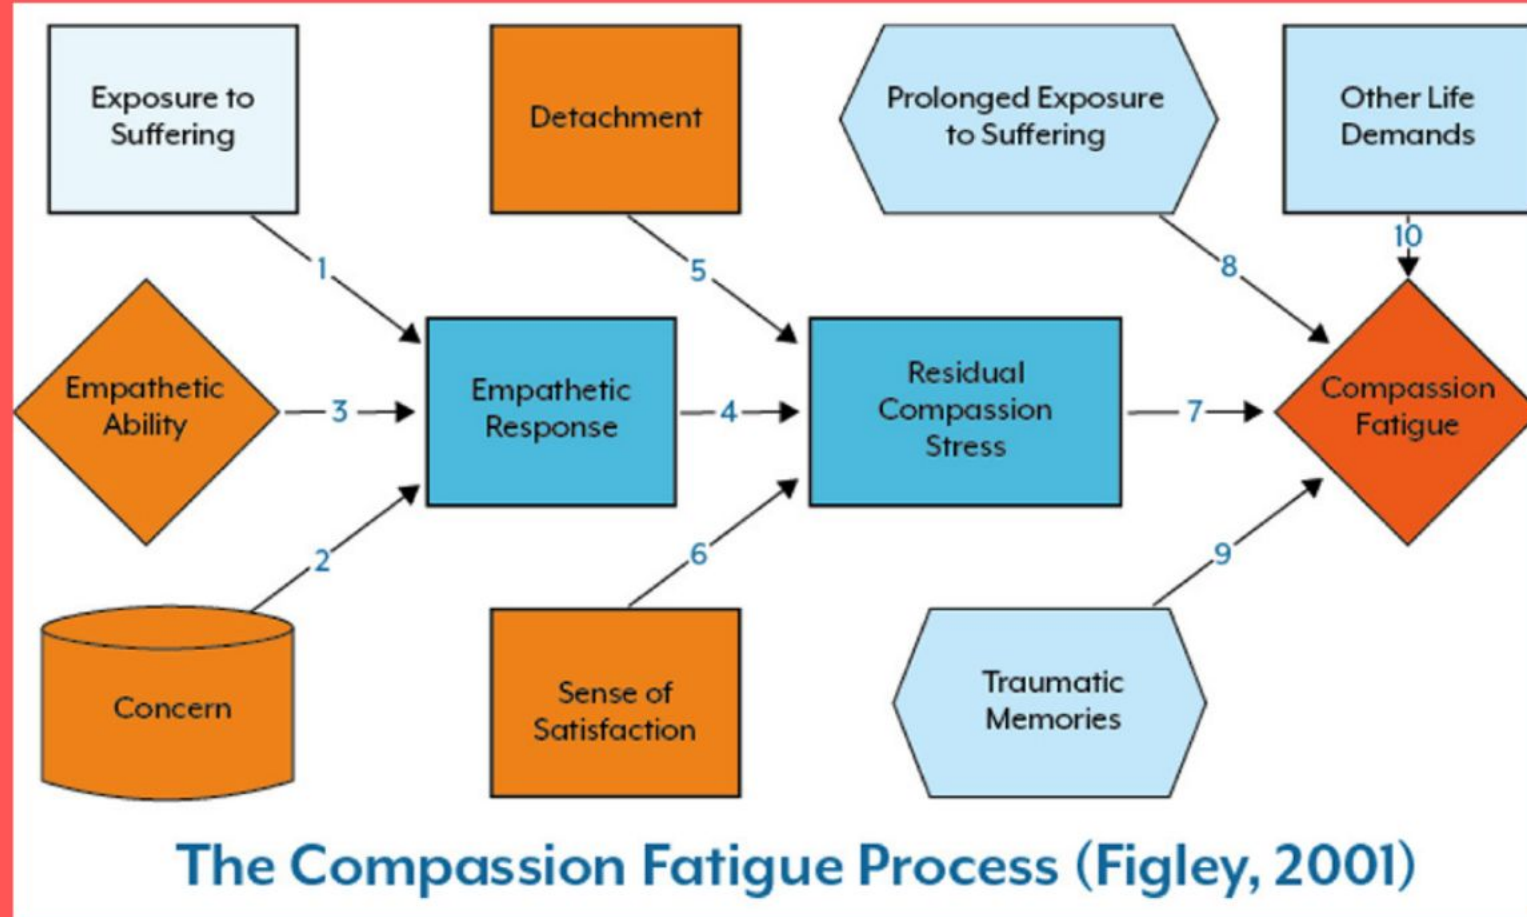 Exposure to
Suffering
Detachment
Prolonged Exposure
to Suffering
Other Life
Demands
1
5
8
10
Empathetic
Ability
3
Empathetic
Response
4
Residual
Compassion
Stress
7
Compassion
Fatigue
2
6
9
Concern
Sense of
Satisfaction
Traumatic
Memories
The Compassion Fatigue Process (Figley, 2001)